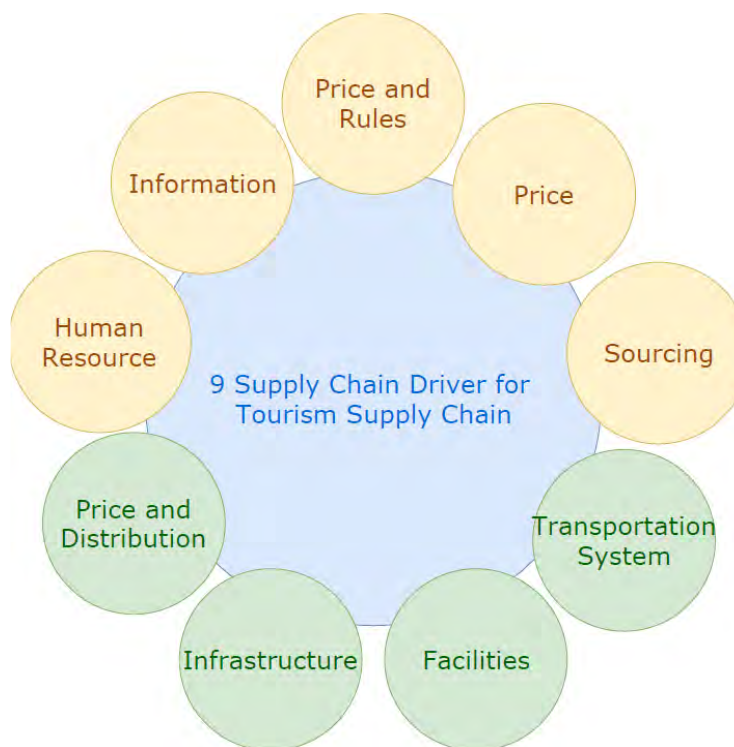 Price and
Rules
Information
Price
Human
Resource
Sourcing
9 Supply Chain Driver for
Tourism Supply Chain
Price and
Distribution
Transportation
System
Infrastructure
Facilities